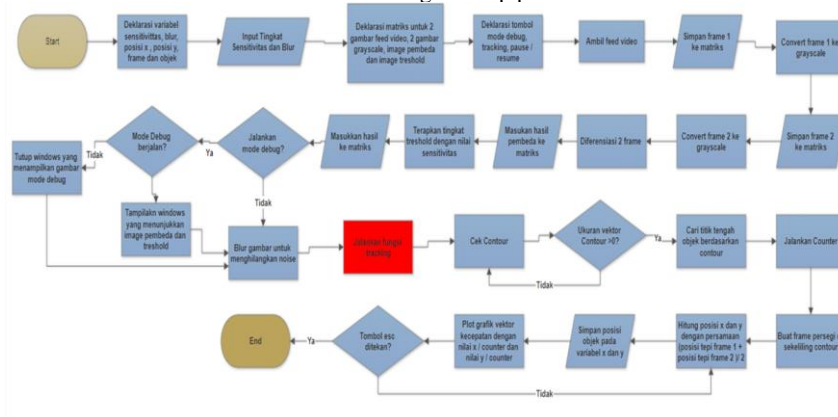 Start
Deklarasi variabel
sensitivittas, blur,
posisi x , posisi y,
frame dan objek
Input Tingkat
Sensitivitas dan Blur
Deklarasi matriks untuk 2
gambar feed video, 2 gambar
grayscale, image pembeda
dan image treshold
Deklarasi tombol
mode debug,
tracking, pause /
resume
Ambil feed video
Simpan frame 1
ke matriks
Convert frame 1 ke
grayscale
Simpan frame 2
ke matriks
Convert frame 2 ke
grayscale
Diferensiasi 2 frame
Masukan hasil
pembeda ke
matriks
Terapkan tingkat
treshold dengan nilai
sensitivitas
Masukkan hasil
ke matriks
Jalankan
mode debug?
Ya
Tidak
Mode Debug
berjalan?
Tidak
Tutup windows yang
menampilkan gambar
mode debug
Tampilakn windows
yang menunjukkan
image pembeda dan
treshold
Blur gambar untuk
menghilangkan noise
Jalankan fungsi
tracking
Cek Contour
Ukuran vektor
Contour >0?
Tidak
Ya
Cari titik tengah
objek berdasarkan
contour
Jalankan Counter
Buat frame persegi di
sekeliling contour
Hitung posisi x dan y
dengan persamaan
(posisi tepi frame 1 +
posisi tepi frame 2 )/ 2
Simpan posisi
objek pada
variabel x dan y
Plot grafik vektor
kecepatan dengan
nilai x / counter dan
nilai y / counter
Tombol esc
ditekan?
Ya
Tidak
End